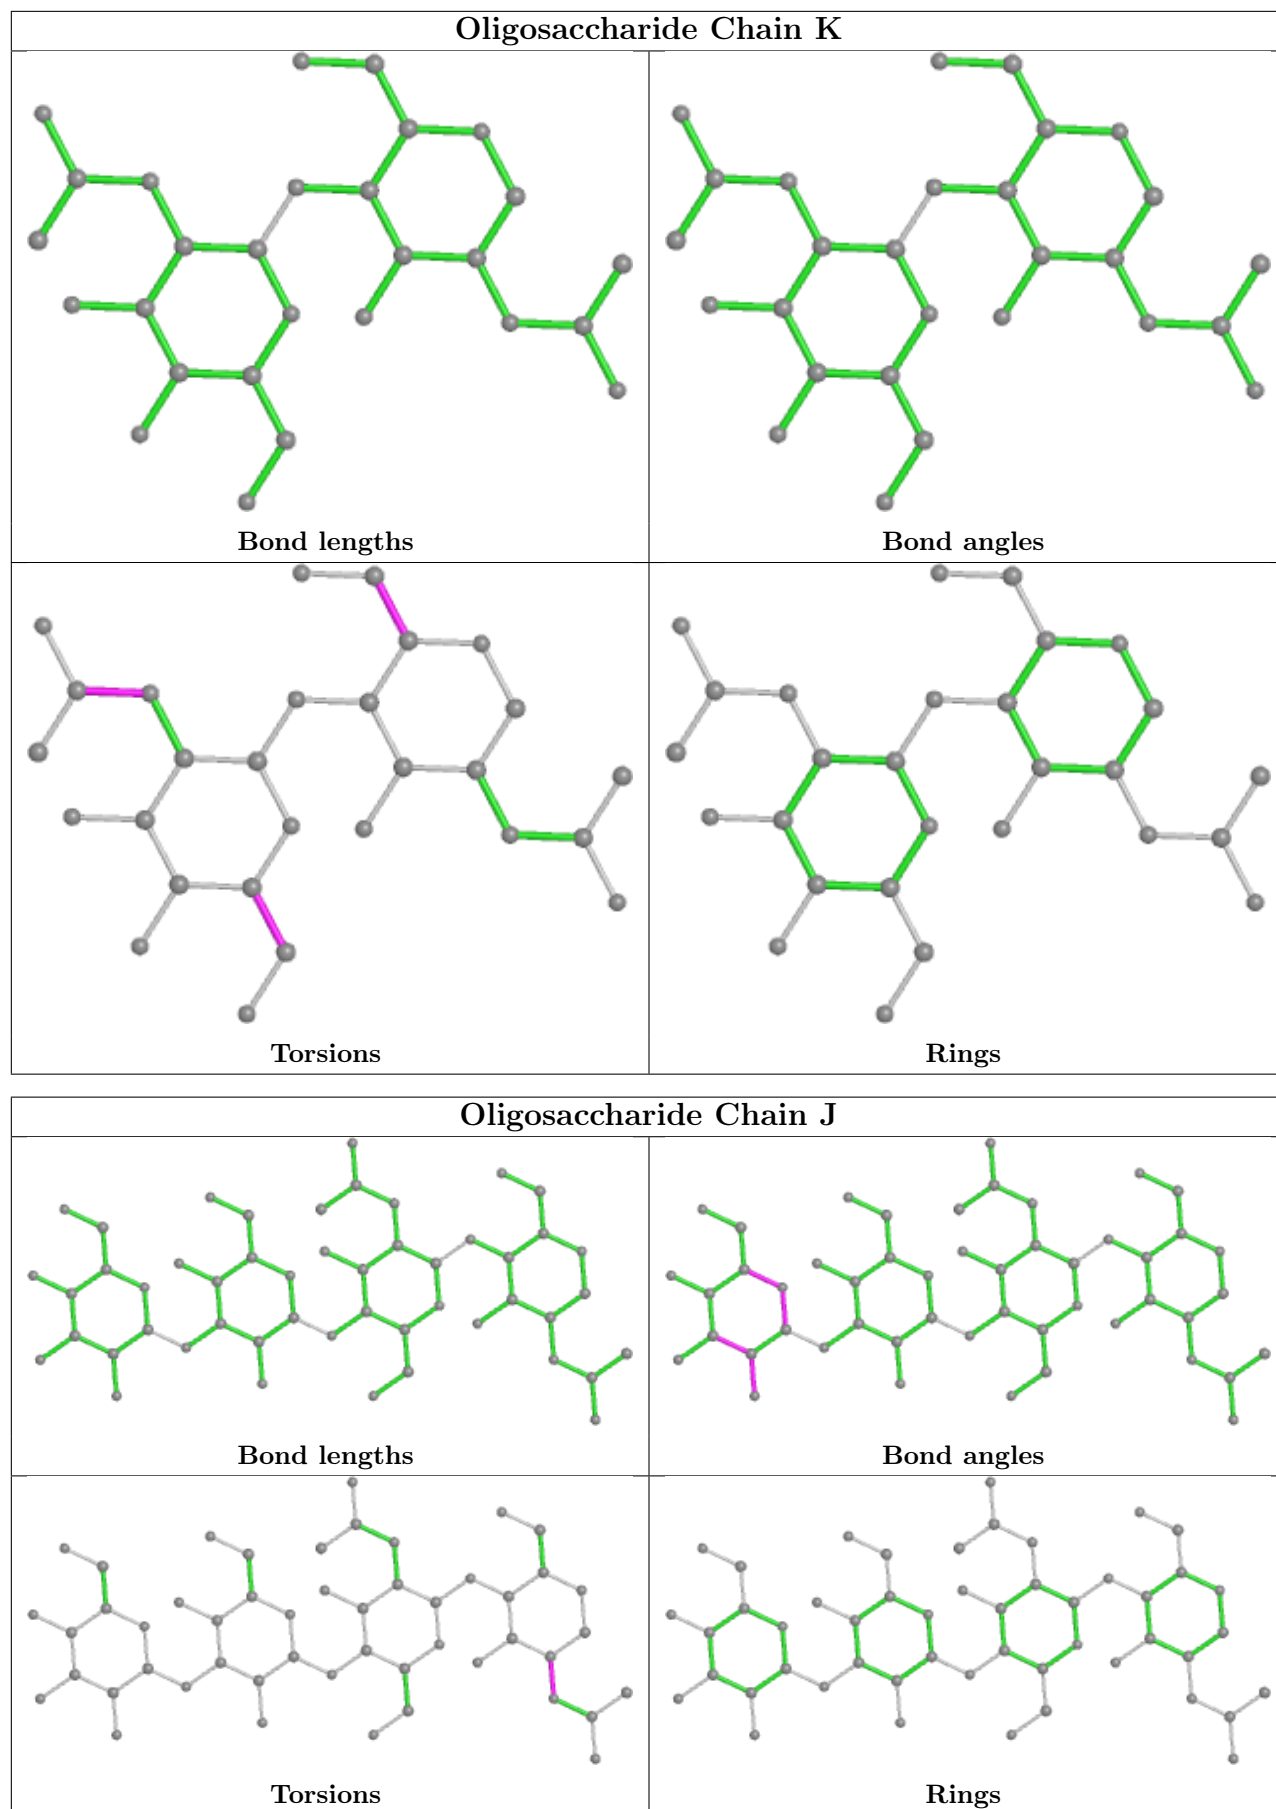 Oligosaccharide Chain K
Bond lengths
Bond angles
Torsions
Rings
Oligosaccharide Chain J
Bond lengths
Bond angles
Torsions
Rings